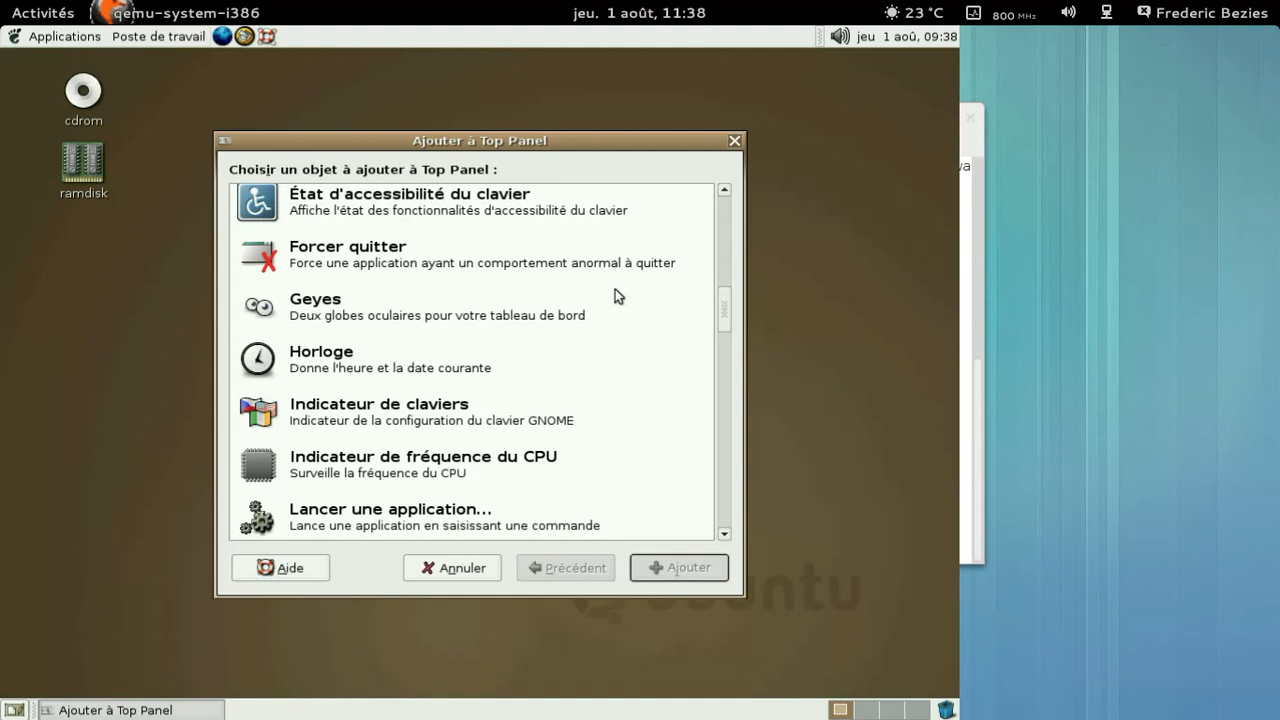 Activités
qemu-system-i386
jeu. 1 août, 11:38
23 °C
800 MHz
Frederic Bezies
Applications
Poste de travail
jeu 1 aoû, 09:38
cdrom
ramdisk
Ajouter à Top Panel
Choisir un objet à ajouter à Top Panel :
État d'accessibilité du clavier
Affiche l'état des fonctionnalités d'accessibilité du clavier
Forcer quitter
Force une application ayant un comportement anormal à quitter
Geyes
Deux globes oculaires pour votre tableau de bord
Horloge
Donne l'heure et la date courante
Indicateur de claviers
Indicateur de la configuration du clavier GNOME
Indicateur de fréquence du CPU
Surveille la fréquence du CPU
Lancer une application...
Lance une application en saisissant une commande
Aide
Annuler
Précédent
Ajouter
ubuntu
Ajouter à Top Panel